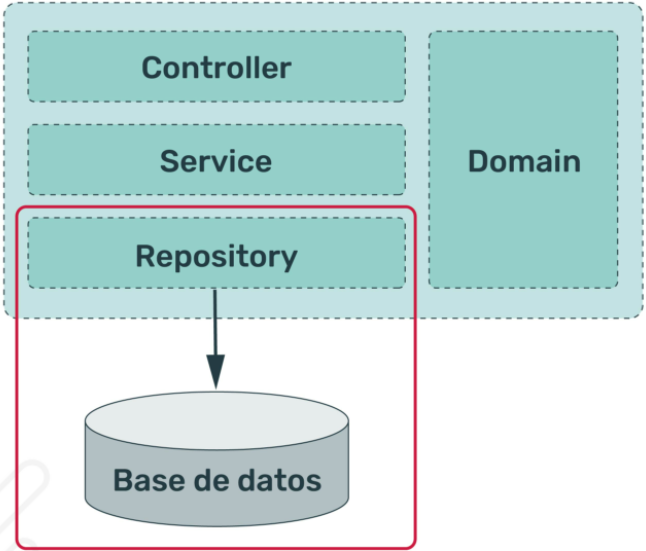 Controller
Service
Domain
Repository
Base de datos